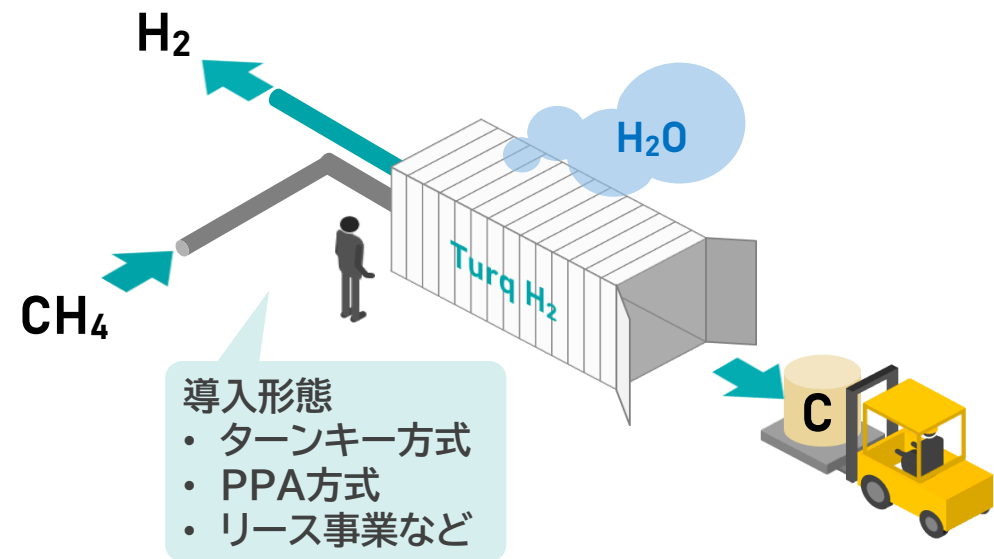 H₂
H₂O
Turq H₂
CH₄
導入形態
• ターンキー方式
• PPA方式
• リース事業など
C